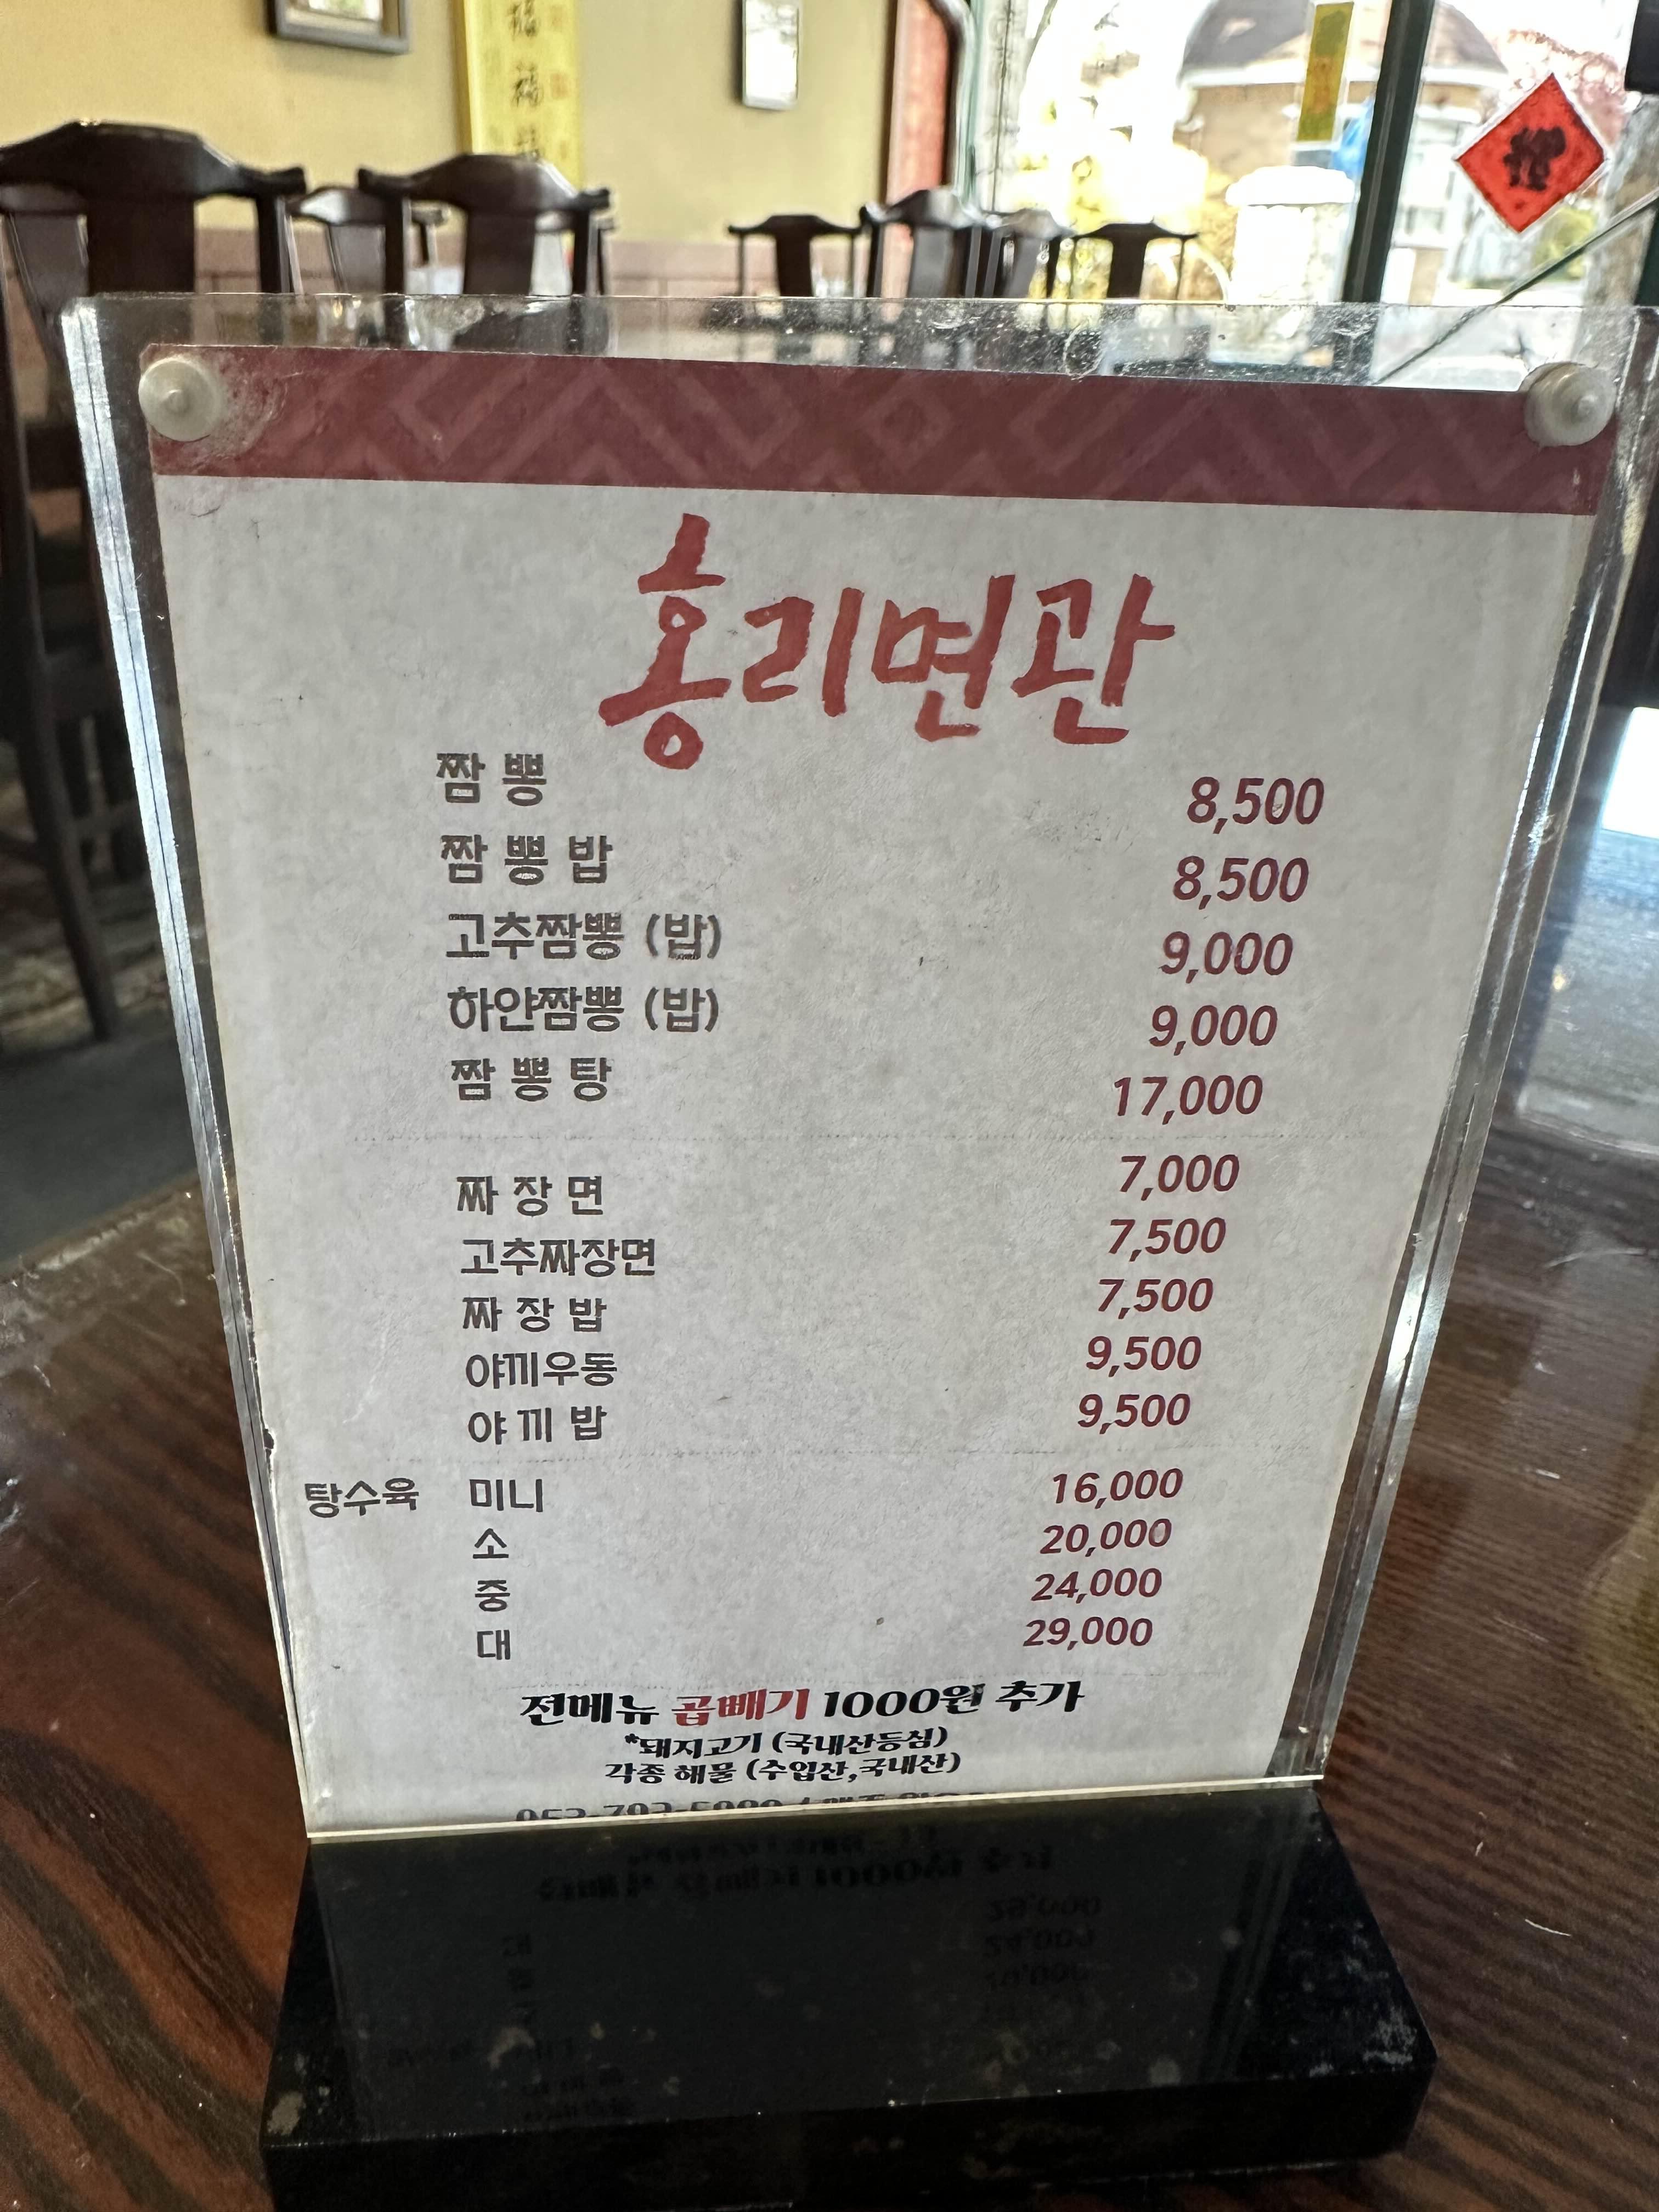 홍리면관
짬 뽕 8,500
짬 뽕 밥 8,500
고추짬뽕 (밥) 9,000
하얀짬뽕 (밥) 9,000
짬 뽕 탕 17,000
짜 장 면 7,000
고추짜장면 7,500
짜 장 밥 7,500
야끼우동 9,500
야 끼 밥 9,500
탕수육 미니 16,000
소 20,000
중 24,000
대 29,000
전메뉴 곱빼기 1000원 추가
*돼지고기 (국내산등심)
각종 해물 (수입산,국내산)